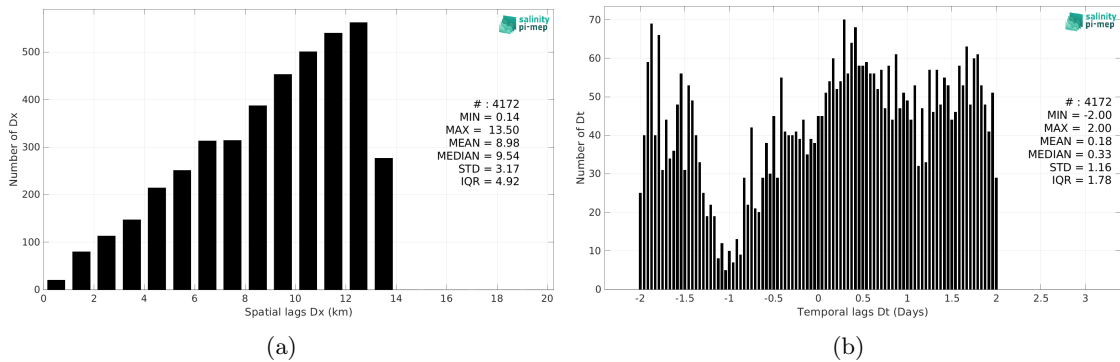 salinity
pi-mep
500
400
300
200
100
0
Number of Dx
# : 4172
MIN = 0.14
MAX = 13.50
MEAN = 8.98
MEDIAN = 9.54
STD = 3.17
IQR = 4.92
0 2 4 6 8 10 12 14 16 18 20
Spatial lags Dx (km)
(a)
salinity
pi-mep
70
60
50
40
30
20
10
0
Number of Dt
# : 4172
MIN = -2.00
MAX = 2.00
MEAN = 0.18
MEDIAN = 0.33
STD = 1.16
IQR = 1.78
-2 -1.5 -1 -0.5 0 0.5 1 1.5 2 2.5 3
Temporal lags Dt (Days)
(b)